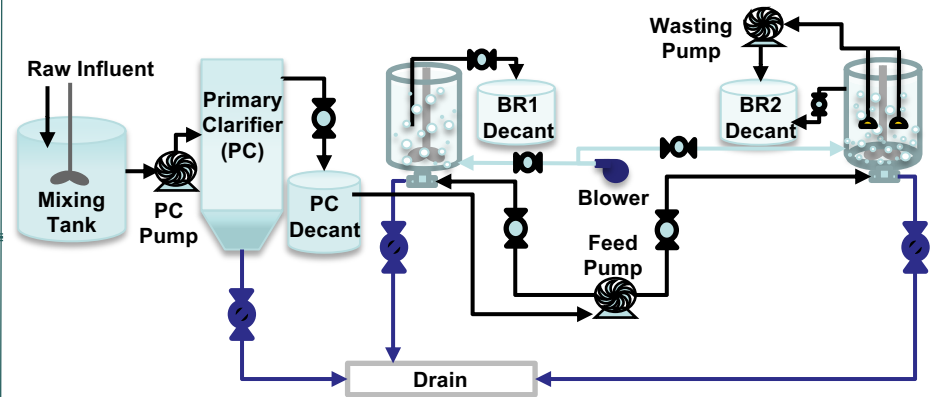 Raw Influent
Mixing
Tank
PC
Pump
Primary
Clarifier
(PC)
PC
Decant
BR1
Decant
Blower
Feed
Pump
Wasting
Pump
BR2
Decant
Drain